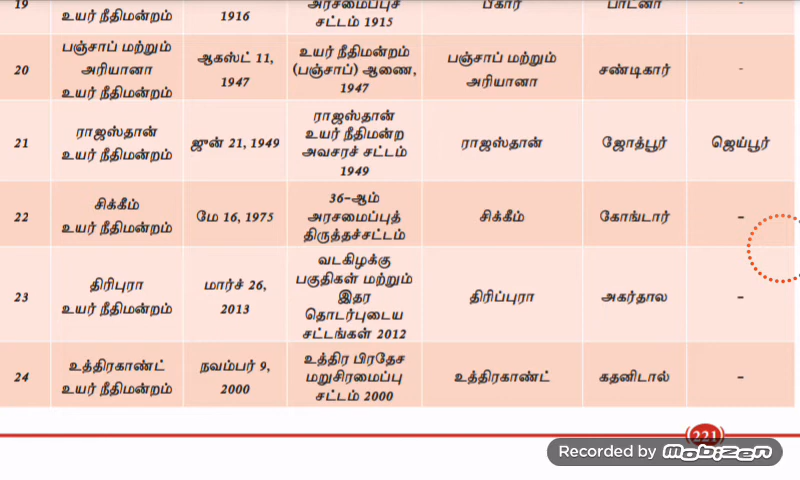 19
உயர் நீதிமன்றம்
1916
அரசமைப்புச்
சட்டம் 1915
பீகார்
பாட்னா
-
20
பஞ்சாப் மற்றும்
அரியானா
உயர் நீதிமன்றம்
ஆகஸ்ட் 11,
1947
உயர் நீதிமன்றம்
(பஞ்சாப்) ஆணை,
1947
பஞ்சாப் மற்றும்
அரியானா
சண்டிகார்
-
21
ராஜஸ்தான்
உயர் நீதிமன்றம்
ஜுன் 21, 1949
ராஜஸ்தான்
உயர் நீதிமன்ற
அவசரச் சட்டம்
1949
ராஜஸ்தான்
ஜோத்பூர்
ஜெய்பூர்
22
சிக்கீம்
உயர் நீதிமன்றம்
மே 16, 1975
36-ஆம்
அரசமைப்புத்
திருத்தச்சட்டம்
சிக்கீம்
கோங்டார்
–
23
திரிபுரா
உயர் நீதிமன்றம்
மார்ச் 26,
2013
வடகிழக்கு
பகுதிகள் மற்றும்
இதர
தொடர்புடைய
சட்டங்கள் 2012
திரிப்புரா
அகர்தால
–
24
உத்திரகாண்ட்
உயர் நீதிமன்றம்
நவம்பர் 9,
2000
உத்திர பிரதேச
மறுசிரமைப்பு
சட்டம் 2000
உத்திரகாண்ட்
கதனிடால்
–
221
Recorded by mobizen